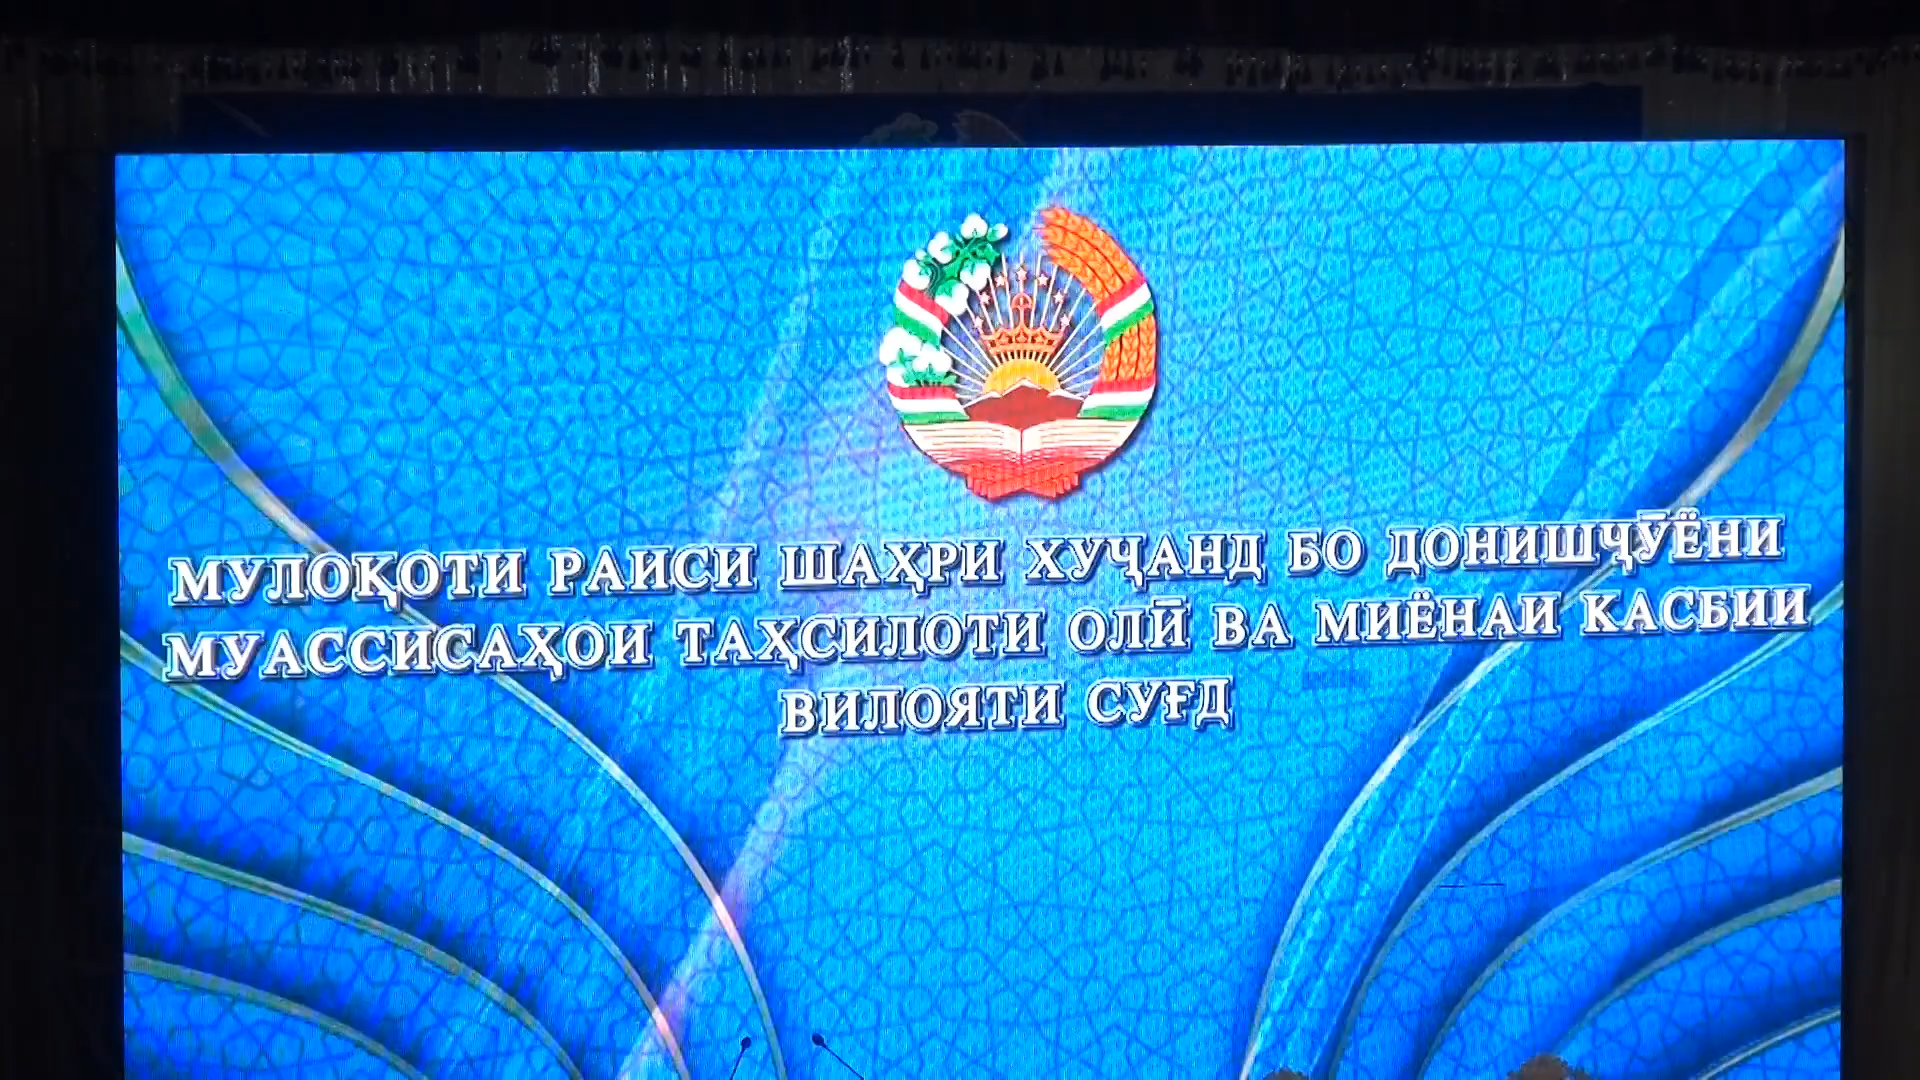 МУЛОҚОТИ РАИСИ ШАҲРИ ХУҶАНД БО ДОНИШҶӮЁНИ
МУАССИСАҲОИ ТАҲСИЛОТИ ОЛӢ ВА МИЁНАИ КАСБИИ
ВИЛОЯТИ СУҒД